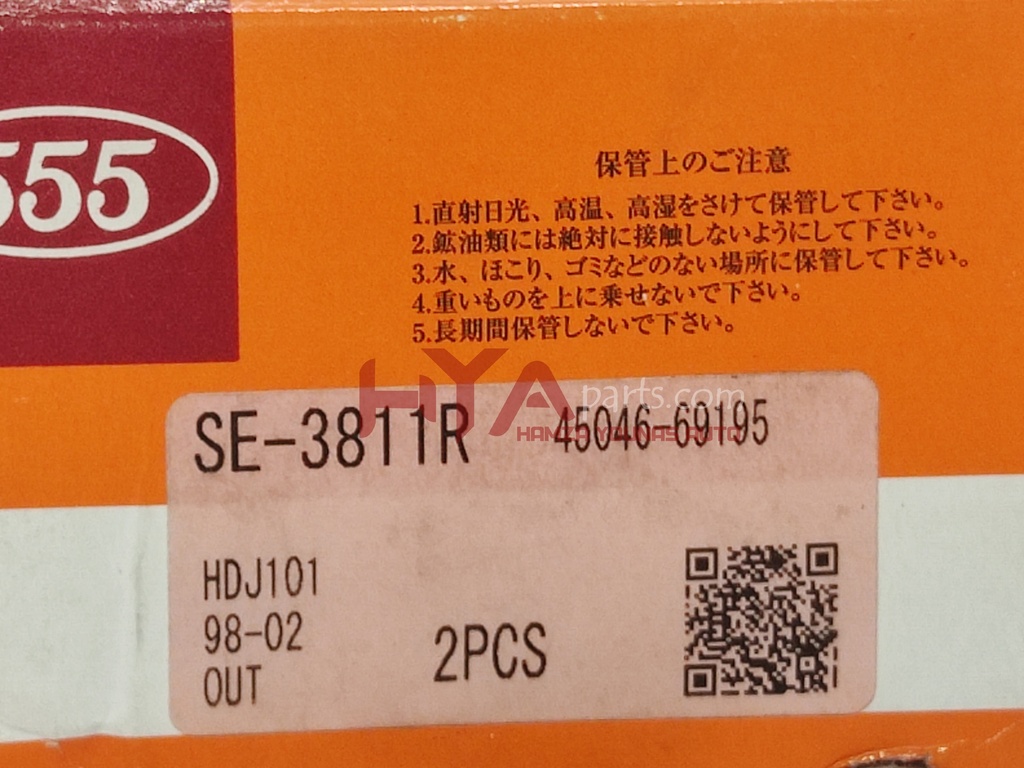 555
保管上のご注意
1.直射日光、高温、高湿をさけて保管して下さい。
2.鉱油類には絶対に接触しないようにして下さい。
3.水、ほこり、ゴミなどのない場所に保管して下さい。
4.重いものを上に乗せないで下さい。
5.長期間保管しないで下さい。
HYA parts.com
HAMZA YOUNAS AUTO
SE-3811R 45046-69195
HDJ101
98-02
OUT
2PCS